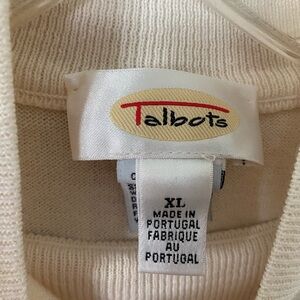 Talbots
XL
MADE IN
PORTUGAL
FABRIQUE
AU
PORTUGAL